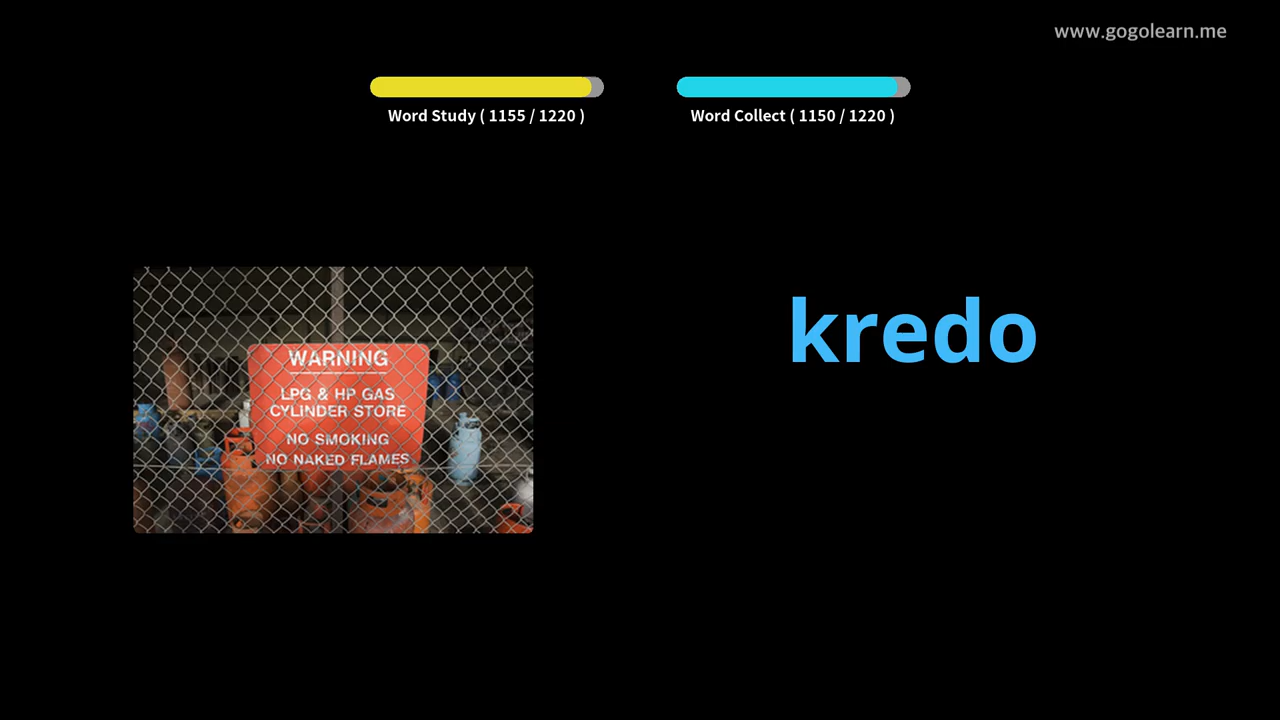 www.gogolearn.me
Word Study ( 1155 / 1220 )
Word Collect ( 1150 / 1220 )
WARNING
LPG & HP GAS
CYLINDER STORE
NO SMOKING
NO NAKED FLAMES
kredo